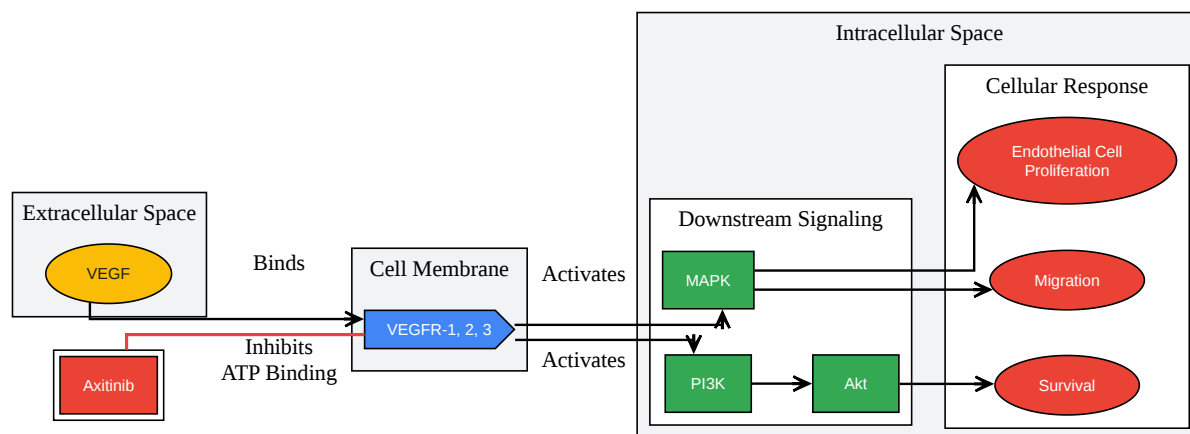 Intracellular Space
Cellular Response
Endothelial Cell
Proliferation
Extracellular Space
Downstream Signaling
VEGF
Binds
Cell Membrane
Activates
MAPK
Migration
VEGFR-1, 2, 3
Inhibits
ATP Binding
Activates
Axitinib
PI3K
Akt
Survival